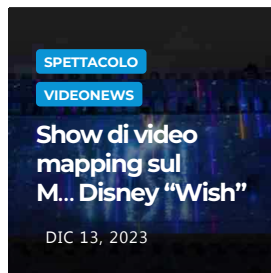 SPETTACOLO
VIDEONEWS
Show di video
mapping sul
M... Disney “Wish”
DIC 13, 2023